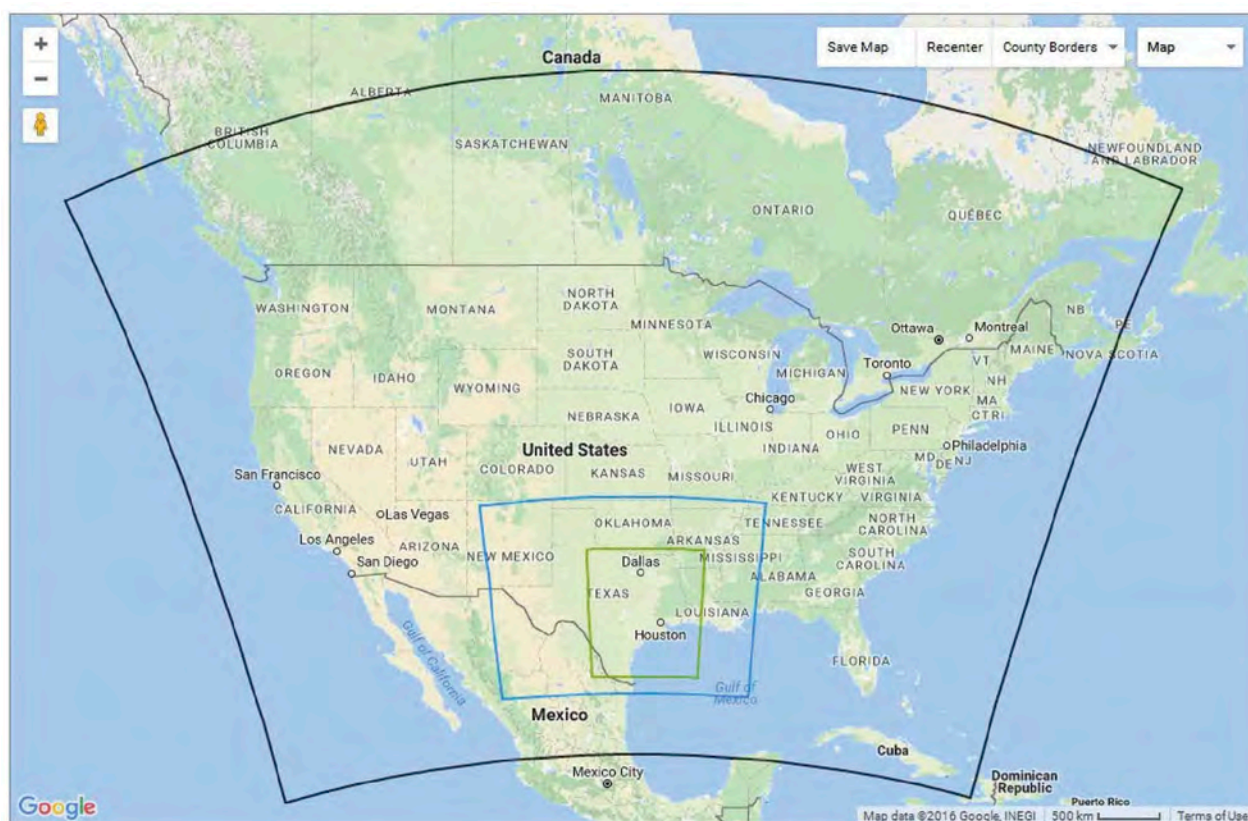 +
−
Save Map
Recenter
County Borders
Map
Canada
ALBERTA
MANITOBA
BRITISH
COLUMBIA
SASKATCHEWAN
NEWFOUNDLAND
AND LABRADOR
ONTARIO
QUÉBEC
WASHINGTON
MONTANA
NORTH
DAKOTA
MINNESOTA
Ottawa
Montreal
NB
PE
NOVA SCOTIA
MAINE
VT
NH
MA
CT RI
Toronto
NEW YORK
WISCONSIN
MICHIGAN
SOUTH
DAKOTA
OREGON
IDAHO
WYOMING
Chicago
IOWA
NEBRASKA
ILLINOIS
INDIANA
OHIO
PENN
Philadelphia
MD
DE
NJ
NEVADA
UTAH
COLORADO
United States
KANSAS
MISSOURI
WEST
VIRGINIA
KENTUCKY
VIRGINIA
San Francisco
CALIFORNIA
Las Vegas
Los Angeles
San Diego
ARIZONA
NEW MEXICO
OKLAHOMA
ARKANSAS
TENNESSEE
NORTH
CAROLINA
SOUTH
CAROLINA
MISSISSIPPI
ALABAMA
GEORGIA
Dallas
TEXAS
LOUISIANA
Houston
FLORIDA
Gulf of California
Gulf of
Mexico
Mexico
Mexico City
Cuba
Dominican
Republic
Puerto Rico
Google
Map data ©2016 Google, INEGI
500 km
Terms of Use